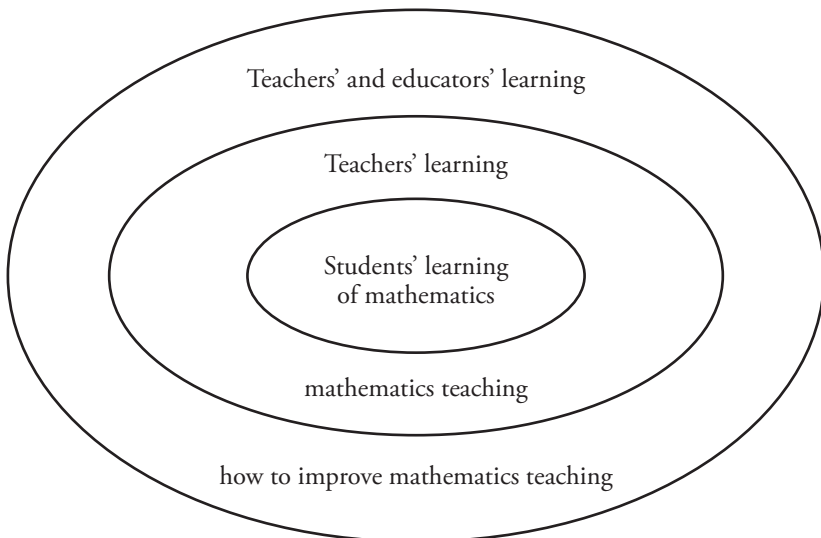 Teachers’ and educators’ learning
Teachers’ learning
Students’ learning
of mathematics
mathematics teaching
how to improve mathematics teaching